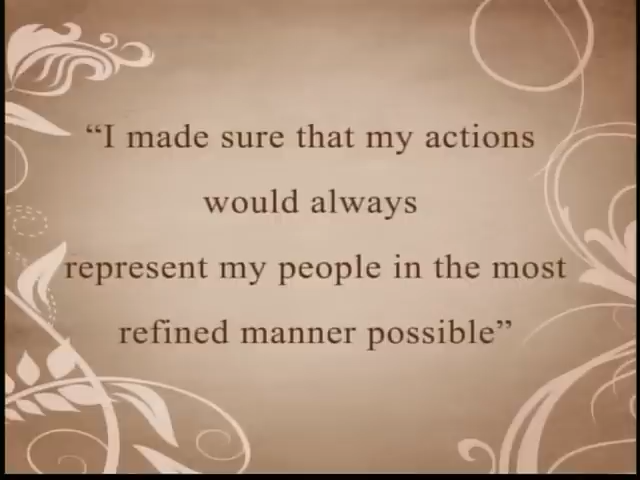 “I made sure that my actions
would always
represent my people in the most
refined manner possible”